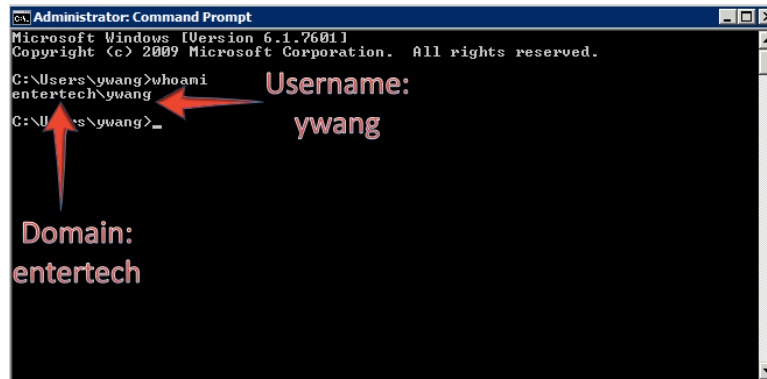 Administrator: Command Prompt
Microsoft Windows [Version 6.1.7601]
Copyright (c) 2009 Microsoft Corporation.  All rights reserved.
C:\Users\ywang>whoami
entertech\ywang
C:\Users\ywang>_
Username:
ywang
Domain:
entertech